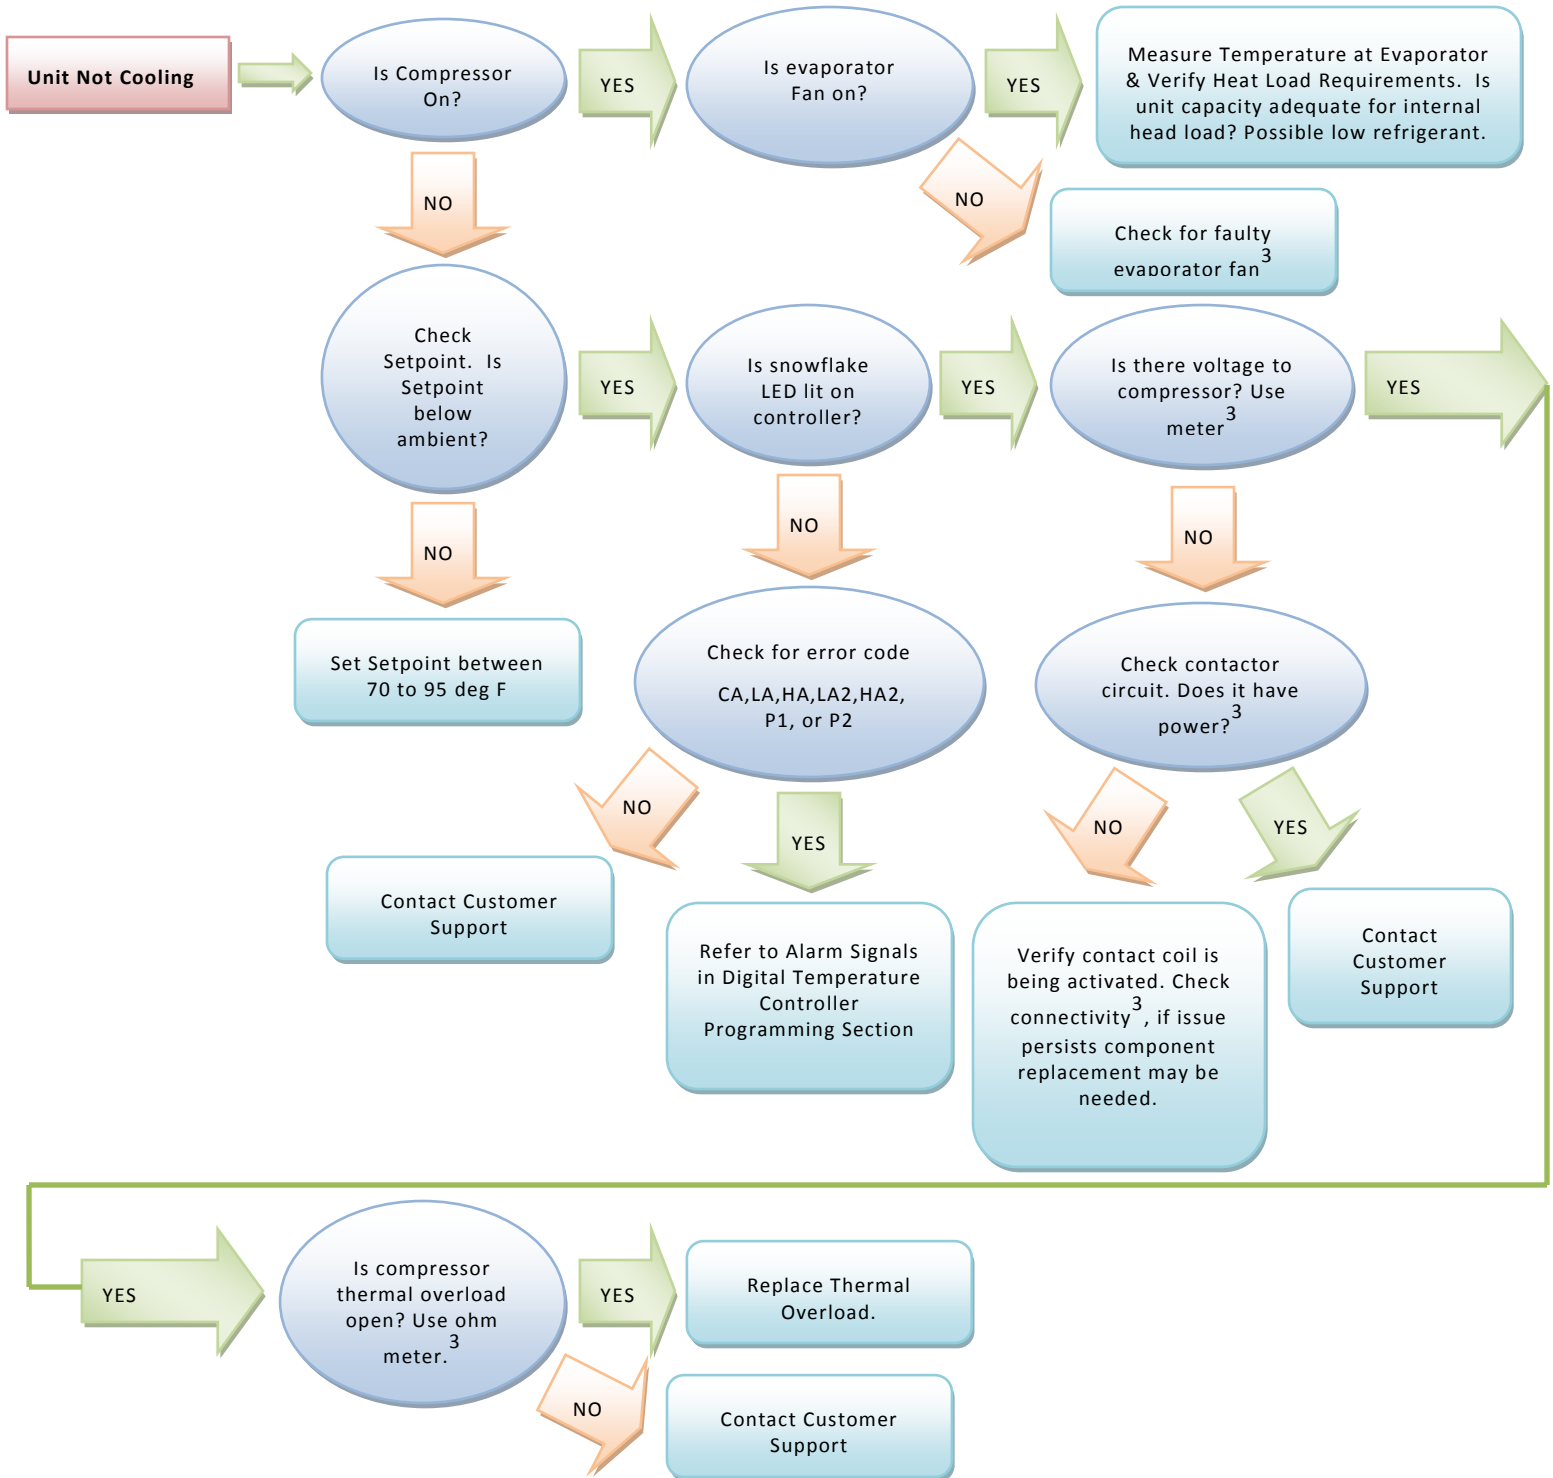 Unit Not Cooling
Is Compressor
On?
YES
Is evaporator
Fan on?
YES
Measure Temperature at Evaporator
& Verify Heat Load Requirements. Is
unit capacity adequate for internal
head load? Possible low refrigerant.
NO
NO
Check for faulty
evaporator fan3
Check
Setpoint. Is
Setpoint
below
ambient?
YES
Is snowflake
LED lit on
controller?
YES
Is there voltage to
compressor? Use
meter3
YES
NO
NO
NO
Set Setpoint between
70 to 95 deg F
Check for error code
CA,LA,HA,LA2,HA2,
P1, or P2
Check contactor
circuit. Does it have
power?3
NO
YES
NO
YES
Contact Customer
Support
Refer to Alarm Signals
in Digital Temperature
Controller
Programming Section
Verify contact coil is
being activated. Check
connectivity3, if issue
persists component
replacement may be
needed.
Contact
Customer
Support
YES
Is compressor
thermal overload
open? Use ohm
meter.3
YES
Replace Thermal
Overload.
NO
Contact Customer
Support